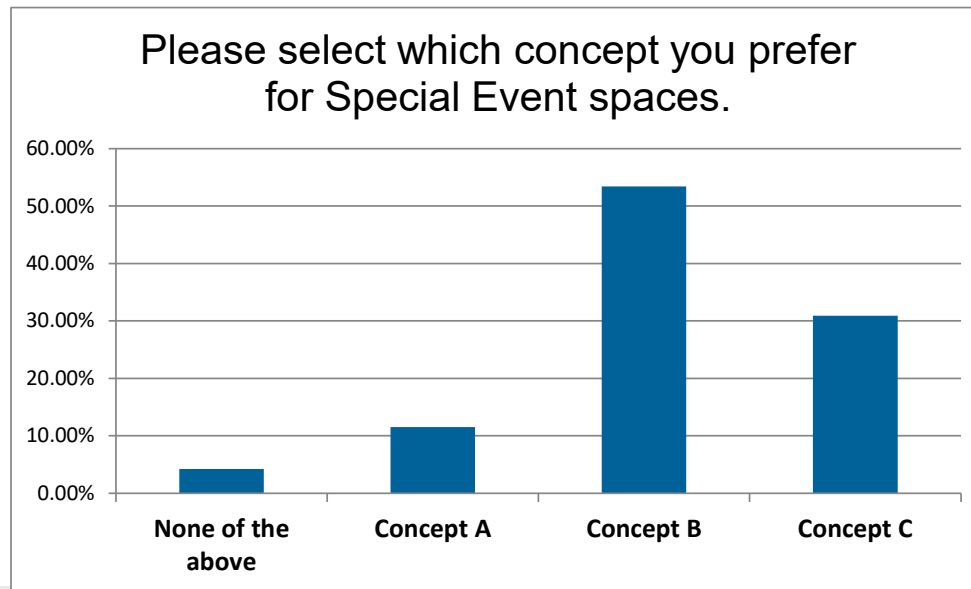 Please select which concept you prefer
for Special Event spaces.
60.00%
50.00%
40.00%
30.00%
20.00%
10.00%
0.00%
None of the
above
Concept A
Concept B
Concept C